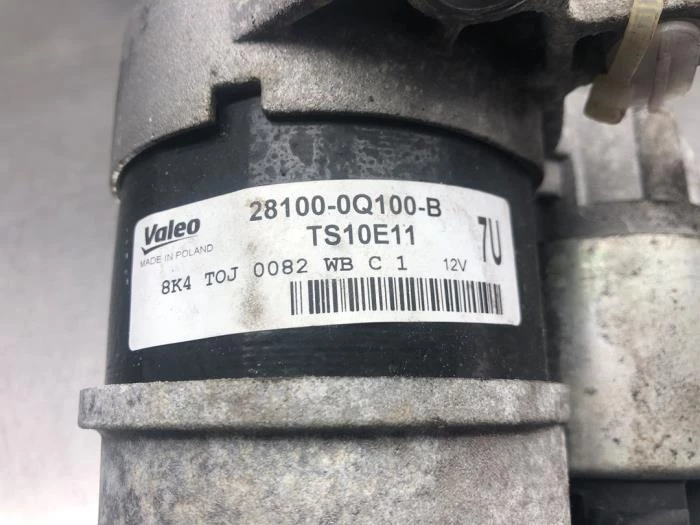 Valeo
MADE IN POLAND
28100-0Q100-B
TS10E11
7U
8K4 TOJ 0082 WB C 1 12V